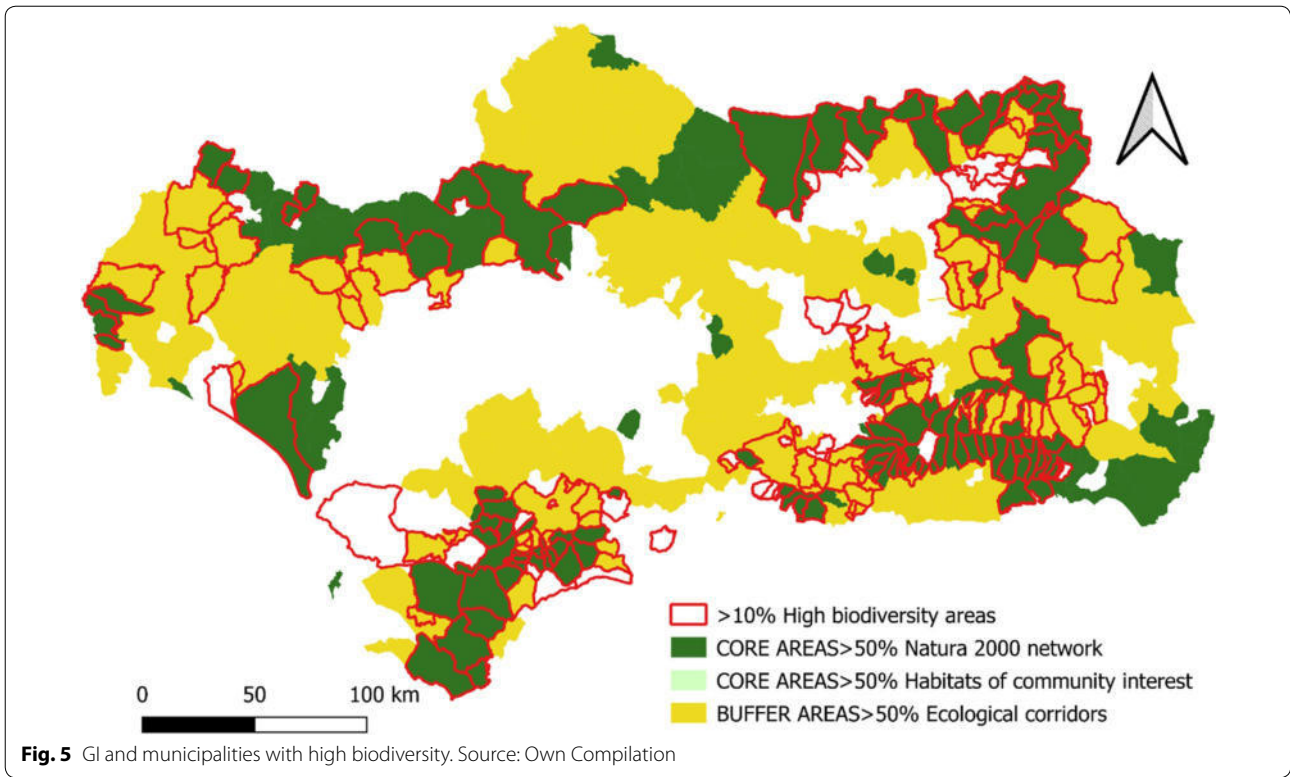 >10% High biodiversity areas
CORE AREAS>50% Natura 2000 network
CORE AREAS>50% Habitats of community interest
BUFFER AREAS>50% Ecological corridors
0 50 100 km
Fig. 5 GI and municipalities with high biodiversity. Source: Own Compilation